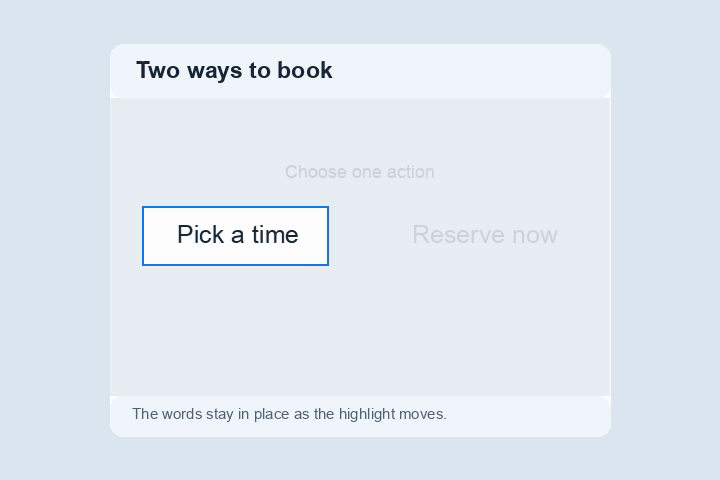 Two ways to book
Choose one action
Pick a time
Reserve now
The words stay in place as the highlight moves.